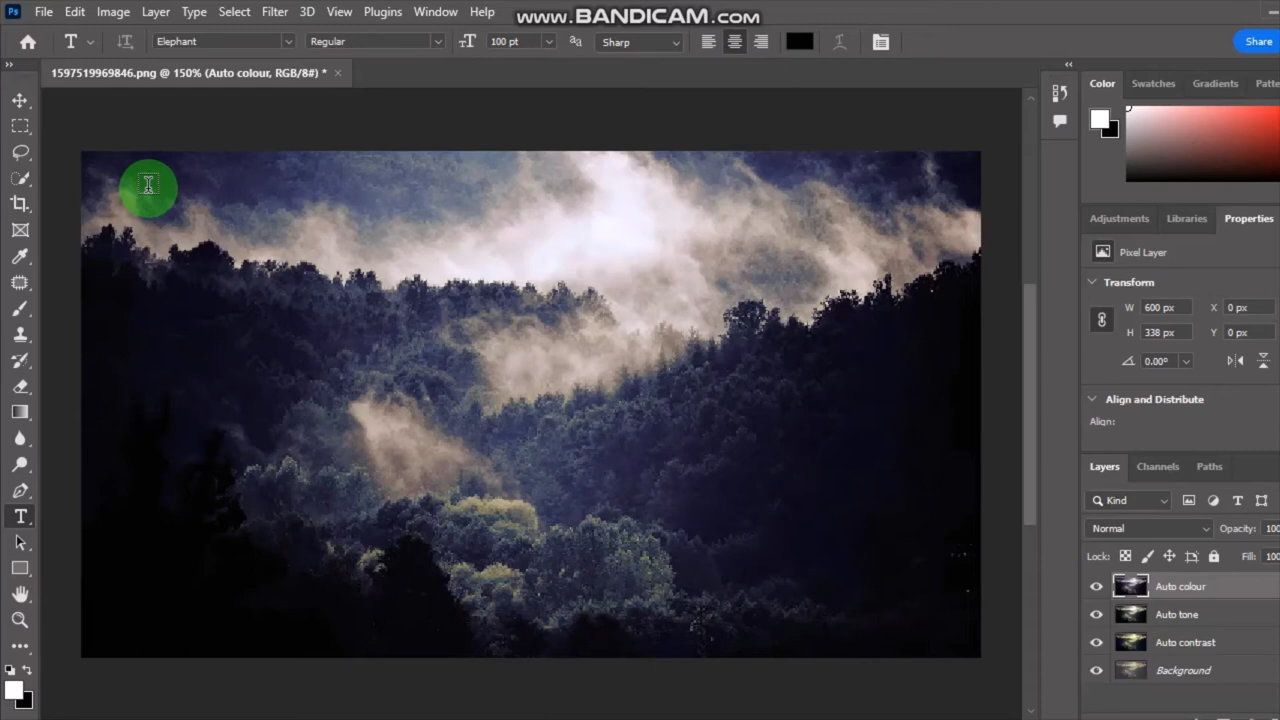 Ps File Edit Image Layer Type Select Filter 3D View Plugins Window Help
www.BANDICAM.com
T Elephant Regular 100 pt Sharp Share
1597519969846.png @ 150% (Auto colour, RGB/8#) * ×
Color Swatches Gradients Patte
Adjustments Libraries Properties
Pixel Layer
Transform
W 600 px X 0 px
H 338 px Y 0 px
0.00°
Align and Distribute
Align:
Layers Channels Paths
Kind
Normal Opacity: 100
Lock: Fill: 100
Auto colour
Auto tone
Auto contrast
Background